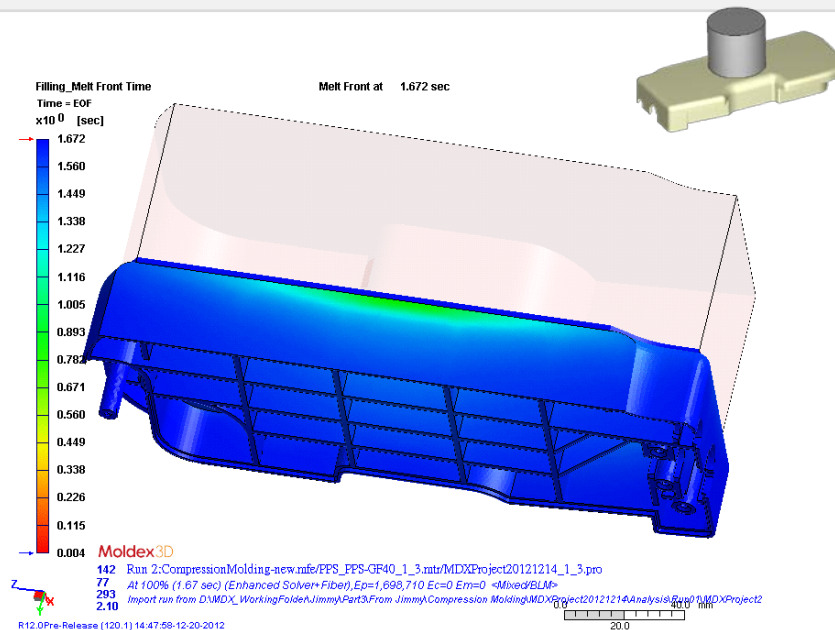 Filling_Melt Front Time
Melt Front at 1.672 sec
Time = EOF
x10 0 [sec]
1.672
1.560
1.449
1.338
1.227
1.116
1.005
0.893
0.782
0.671
0.560
0.449
0.338
0.226
0.115
0.004
Moldex3D
142 Run 2:CompressionMolding-new.mfe/PPS_PPS-GF40_1_3.mtr/MDXProject20121214_1_3.pro
77 At 100% (1.67 sec) (Enhanced Solver+Fiber),Ep=1,698,710 Ec=0 Em=0 <Mixed/BLM>
293 Import run from D:\MDX_WorkingFolder\Jimmy\Part3\From Jimmy\Compression Molding\MDXProject20121214\Analysis\Run01\MDXProject2
2.10
Z
X
Y
0.0 40.0 mm
20.0
R12.0Pre-Release (120.1) 14:47:58-12-20-2012